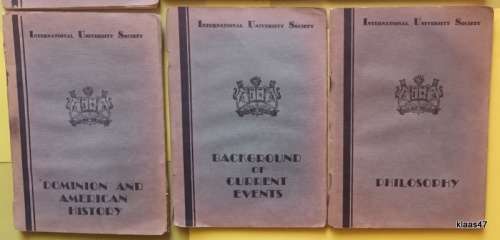 INTERNATIONAL UNIVERSITY SOCIETY
DOMINION AND
AMERICAN
HISTORY
INTERNATIONAL UNIVERSITY SOCIETY
BACKGROUND
OF
CURRENT
EVENTS
INTERNATIONAL UNIVERSITY SOCIETY
PHILOSOPHY
klaas47